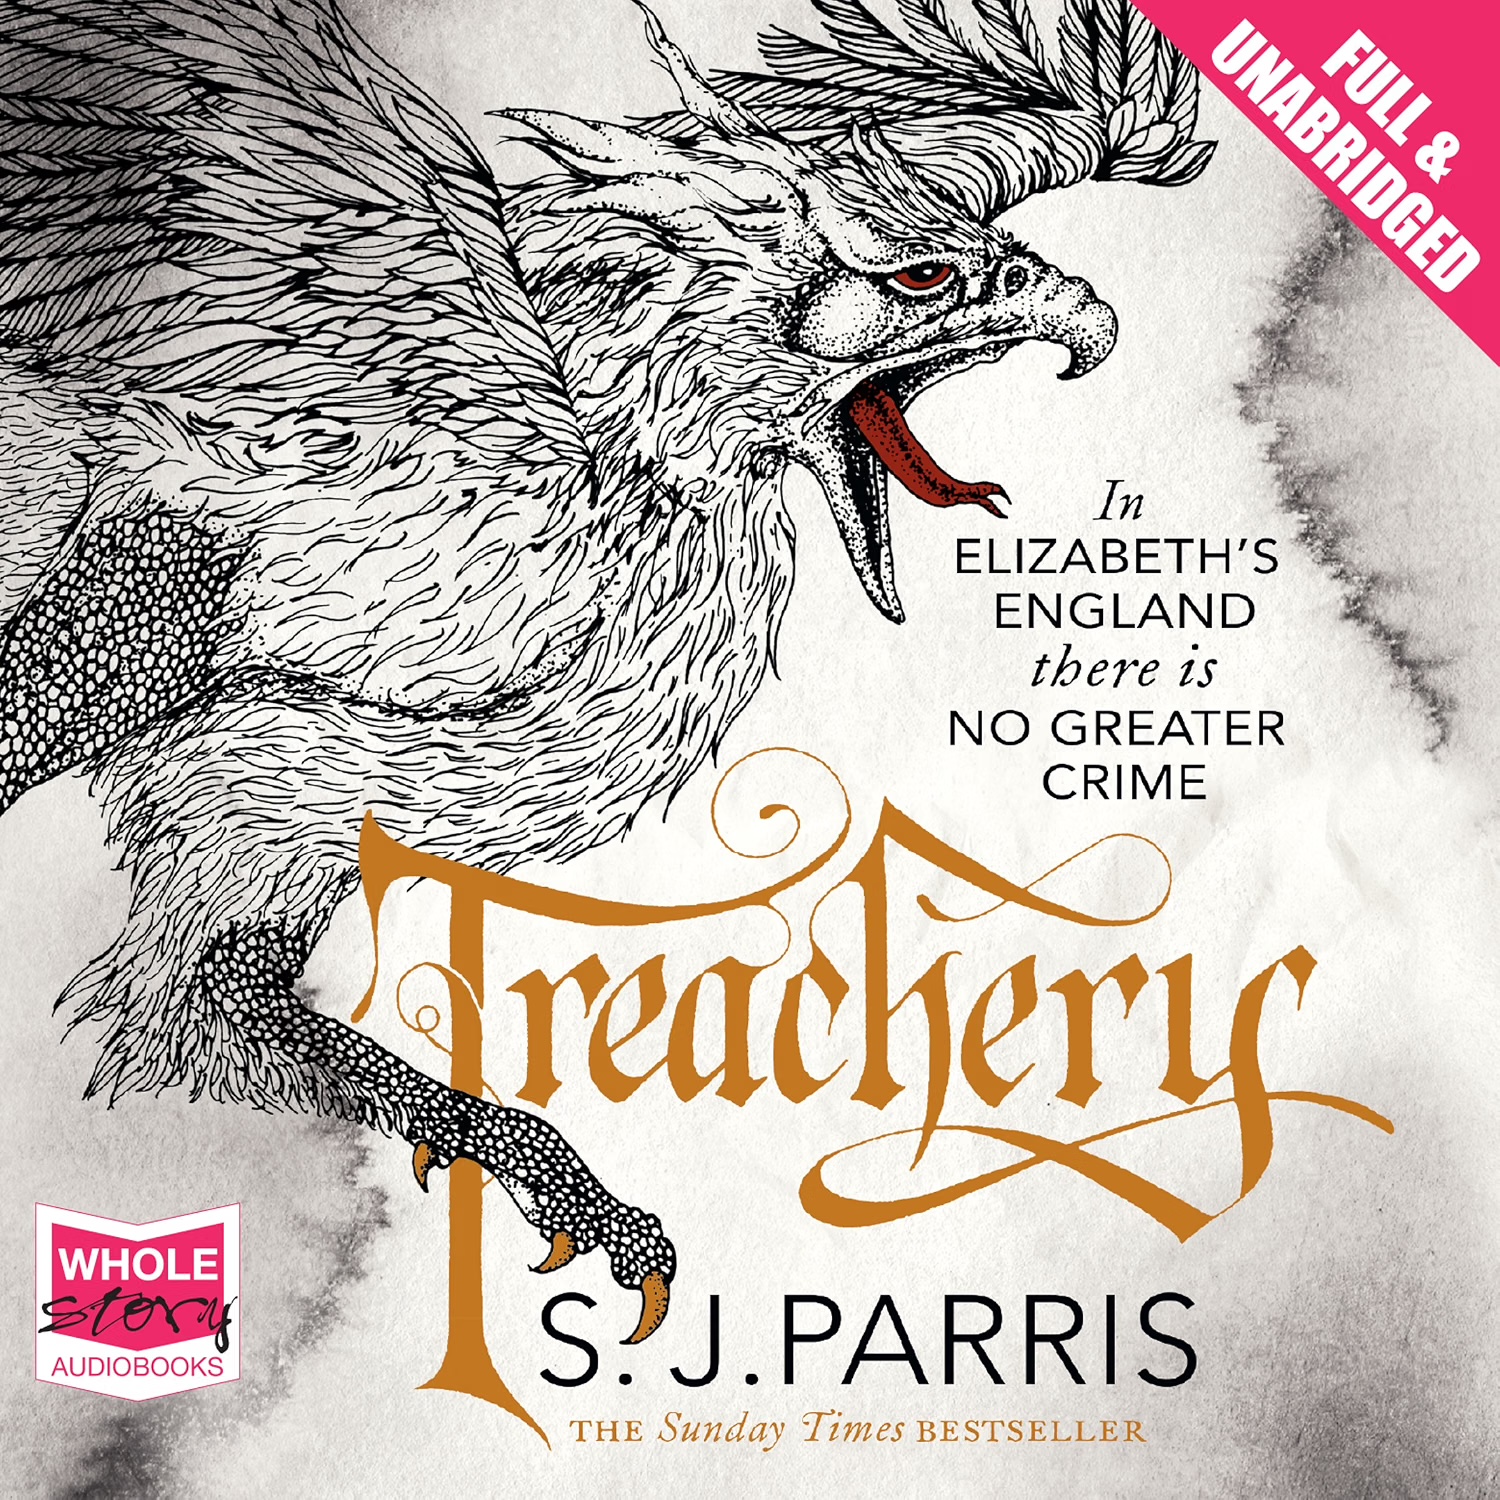 FULL &
UNABRIDGED
In
ELIZABETH'S
ENGLAND
there is
NO GREATER
CRIME
Treachery
S. J. PARRIS
THE Sunday Times BESTSELLER
WHOLE
story
AUDIOBOOKS